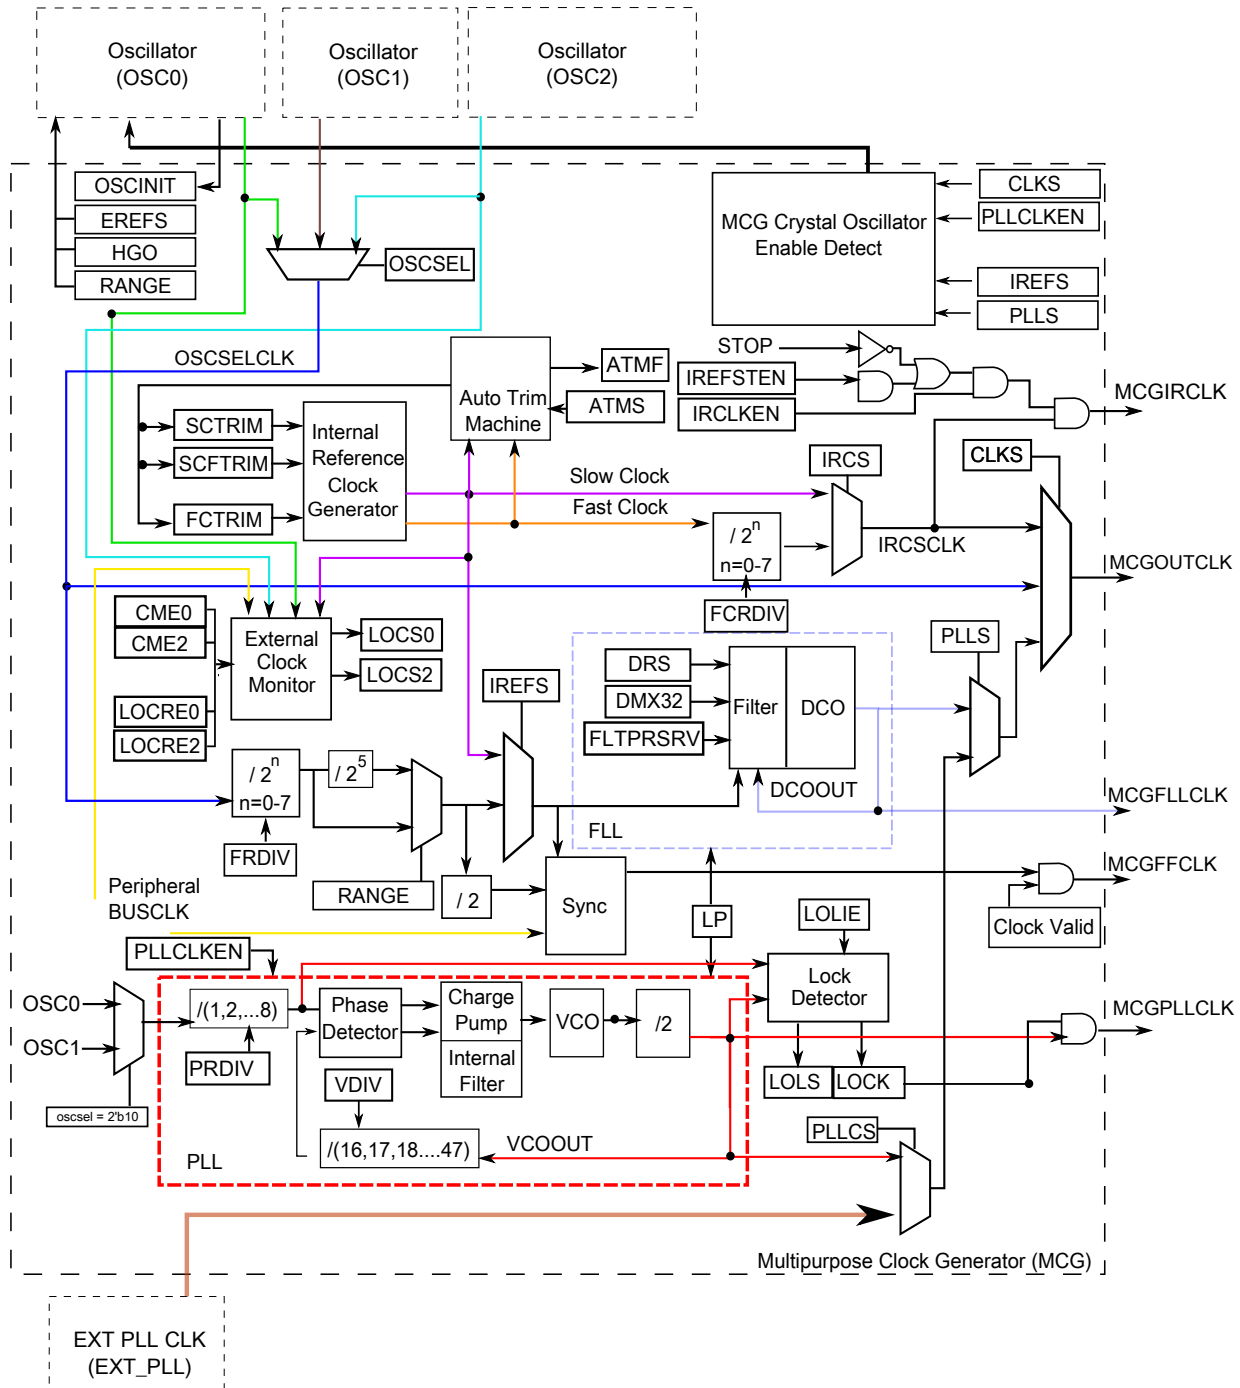 Oscillator
(OSC0)
Oscillator
(OSC1)
Oscillator
(OSC2)
OSCINIT
EREFS
HGO
RANGE
OSCSEL
MCG Crystal Oscillator
Enable Detect
CLKS
PLLCLKEN
IREFS
PLLS
OSCSELCLK
STOP
IREFSTEN
IRCLKEN
MCGIRCLK
ATMF
ATMS
Auto Trim
Machine
SCTRIM
SCFTRIM
FCTRIM
Internal
Reference
Clock
Generator
Slow Clock
Fast Clock
IRCS
CLKS
/ 2^n
n=0-7
IRCSCLK
FCRDIV
MCGOUTCLK
CME0
CME2
LOCRE0
LOCRE2
External
Clock
Monitor
LOCS0
LOCS2
IREFS
DRS
DMX32
FLTPRSRV
Filter
DCO
PLLS
DCOOUT
FLL
MCGFLLCLK
/ 2^n
n=0-7
/ 2^5
FRDIV
RANGE
/ 2
Sync
Peripheral
BUSCLK
LP
MCGFFCLK
Clock Valid
PLLCLKEN
LOLIE
OSC0
OSC1
/(1,2,...8)
Phase
Detector
Charge
Pump
Internal
Filter
VCO
/2
Lock
Detector
MCGPLLCLK
PRDIV
VDIV
LOLS
LOCK
oscsel = 2'b10
/(16,17,18....47)
VCOOUT
PLL
PLLCS
Multipurpose Clock Generator (MCG)
EXT PLL CLK
(EXT_PLL)